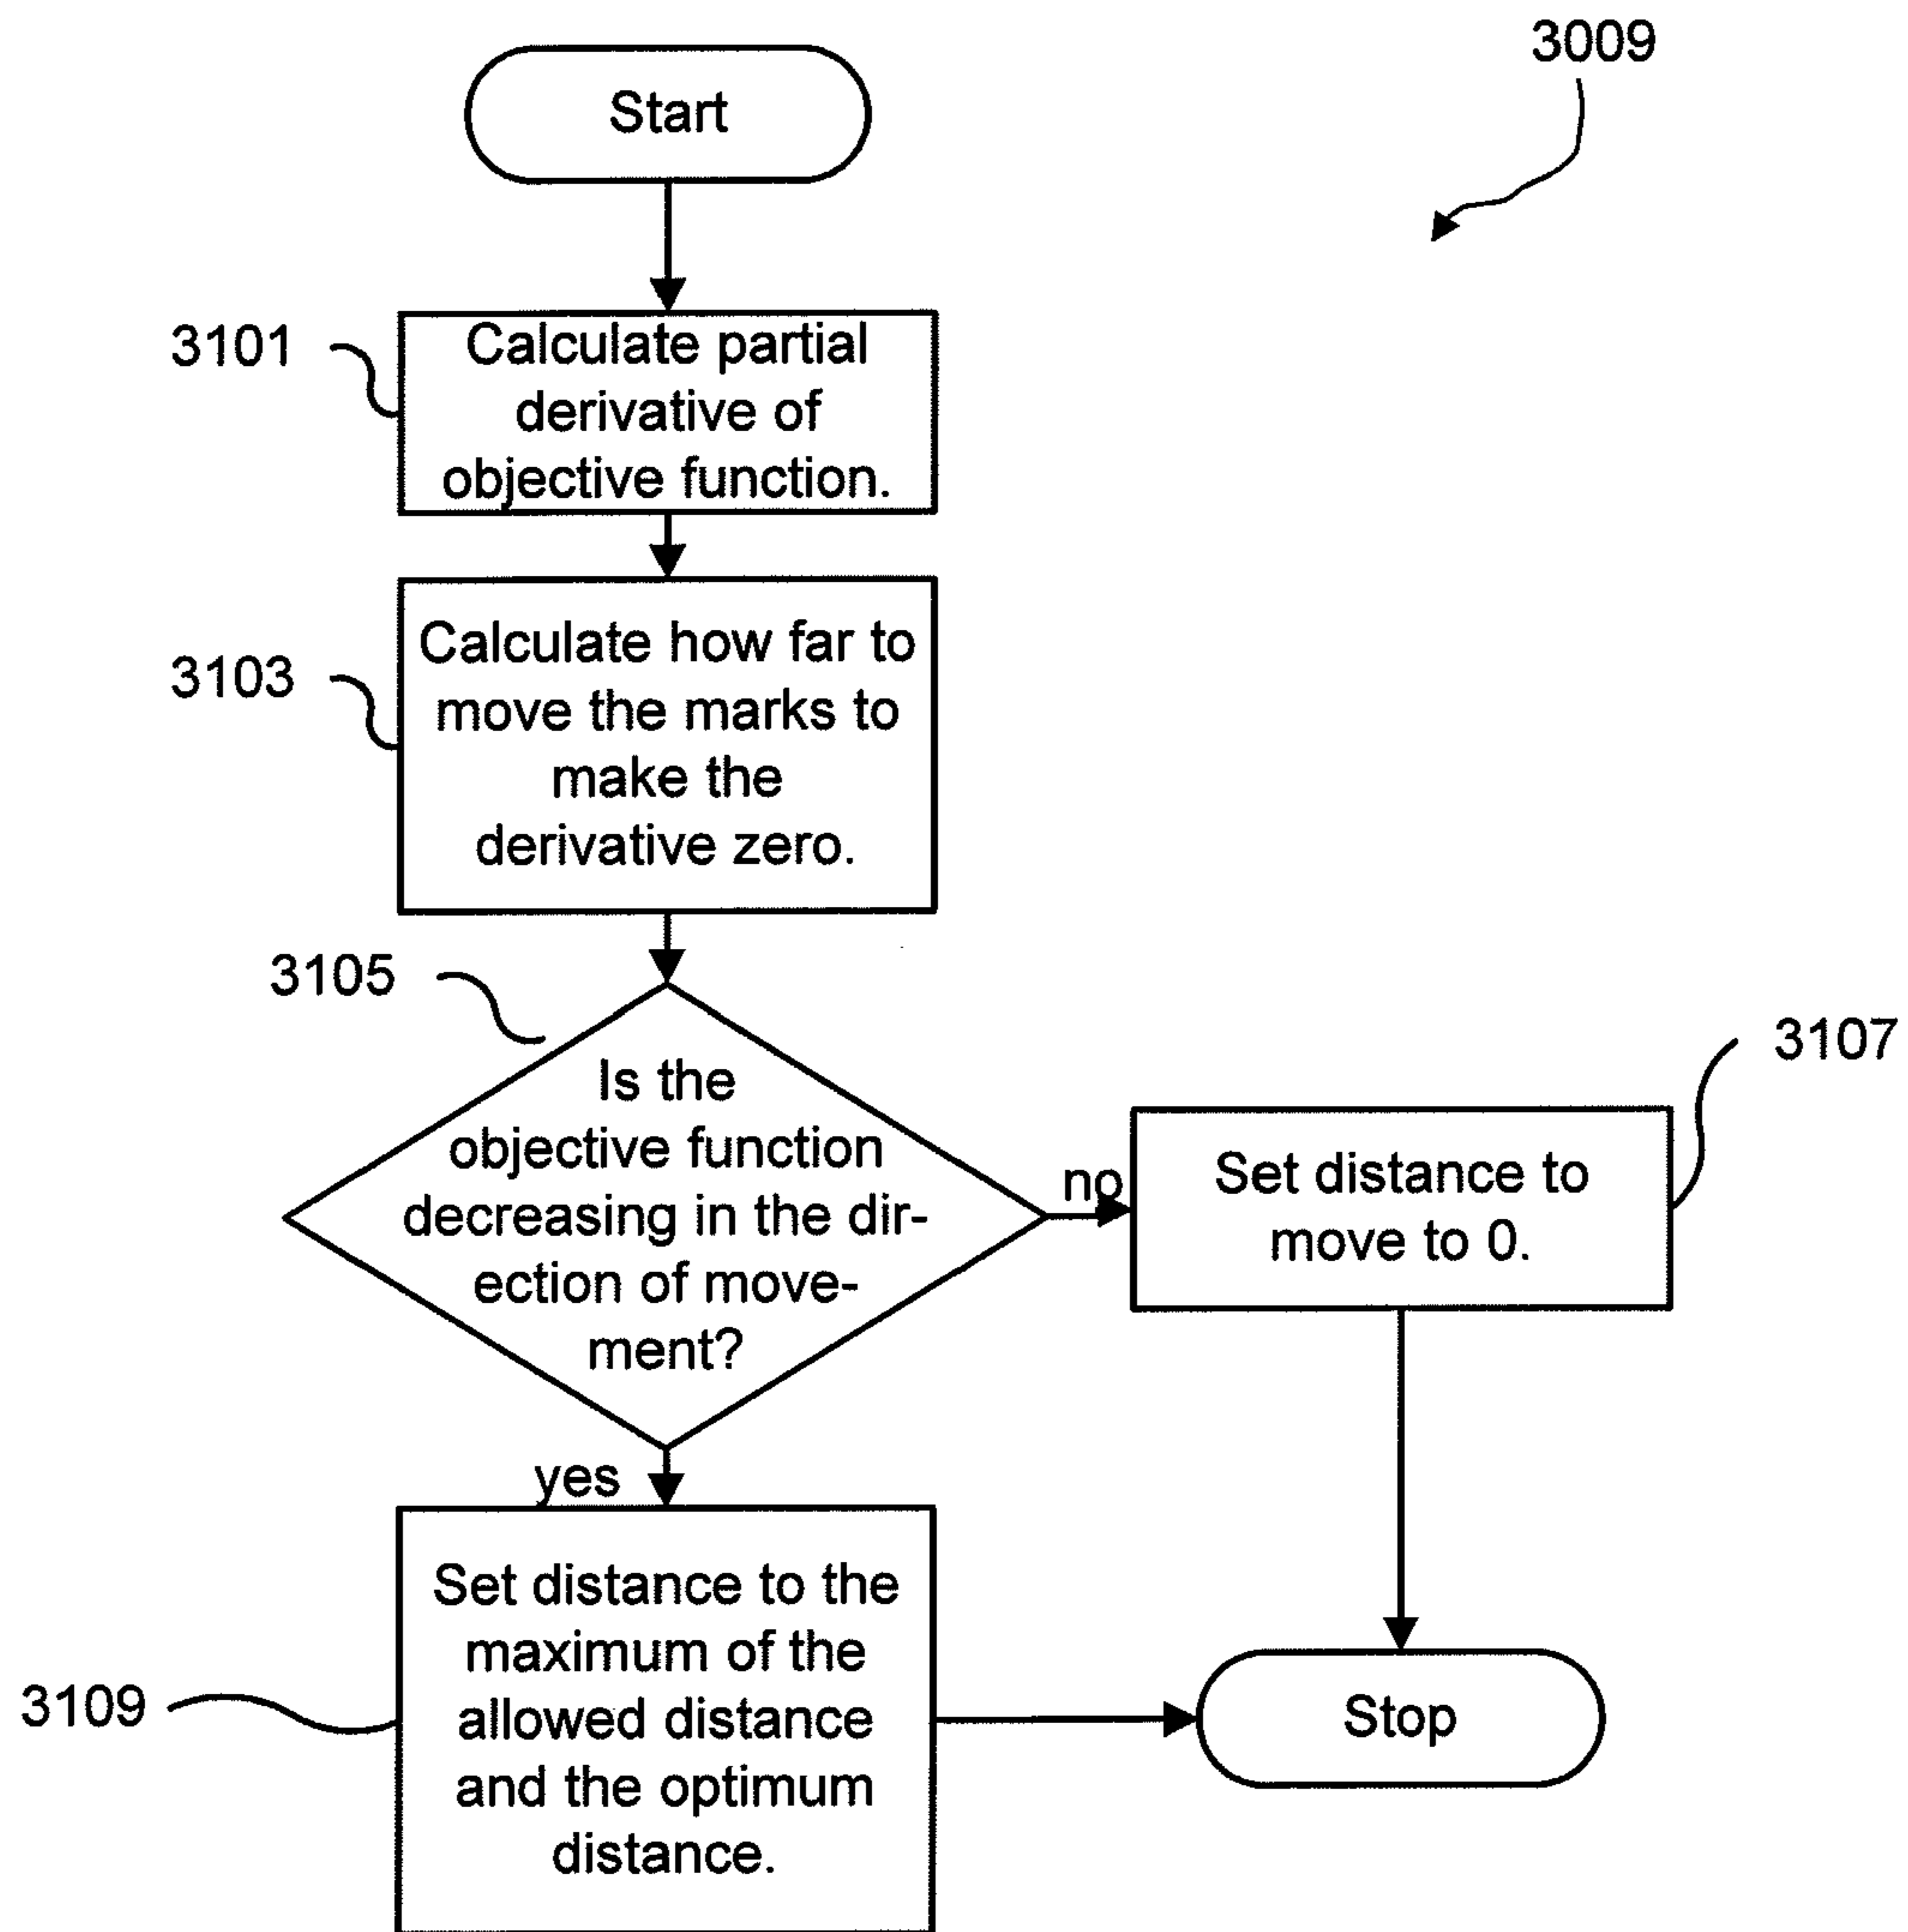 3009
Start
3101
Calculate partial
derivative of
objective function.
3103
Calculate how far to
move the marks to
make the
derivative zero.
3105
Is the
objective function
decreasing in the dir-
ection of move-
ment?
no
3107
Set distance to
move to 0.
yes
3109
Set distance to the
maximum of the
allowed distance
and the optimum
distance.
Stop